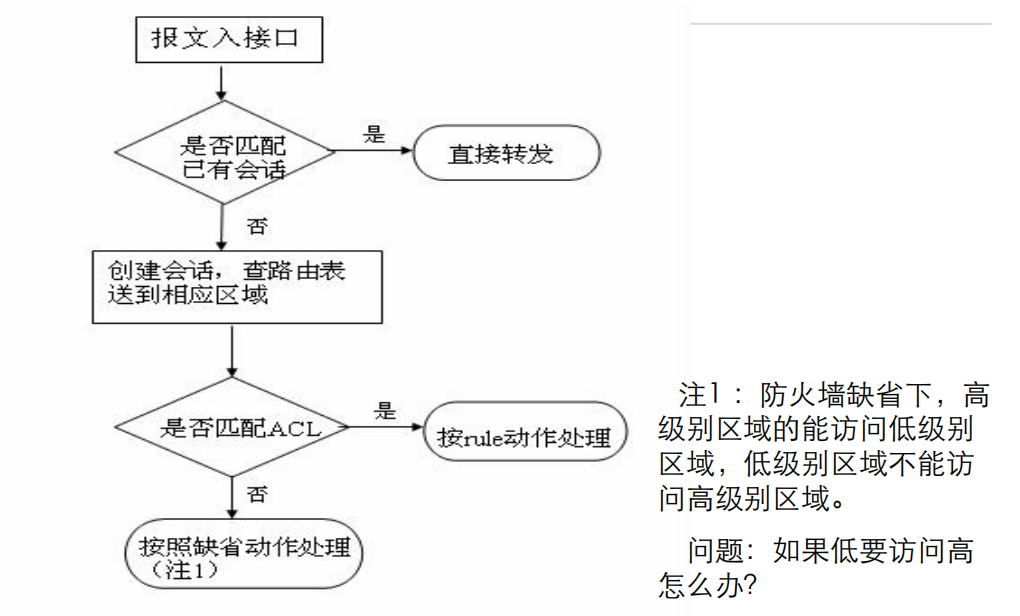 报文入接口
是否匹配
已有会话
是
直接转发
否
创建会话，查路由表
送到相应区域
是否匹配ACL
是
按rule动作处理
否
按照缺省动作处理
（注1）
注1：防火墙缺省下，高
级别区域的能访问低级别
区域，低级别区域不能访
问高级别区域。
问题：如果低要访问高
怎么办？